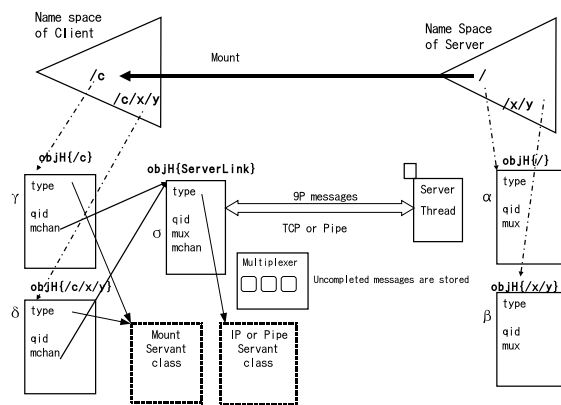 Name space
of Client
Name Space
of Server
Mount
/c
/
/c/x/y
/x/y
objH{/c}
objH{ServerLink}
objH{/}
γ
type
qid
mchan
σ
type
qid
mux
mchan
9P messages
TCP or Pipe
Server
Thread
α
type
qid
mux
Multiplexer
Uncompleted messages are stored
objH{/c/x/y}
objH{/x/y}
δ
type
qid
mchan
Mount
Servant
class
IP or Pipe
Servant
class
β
type
qid
mux